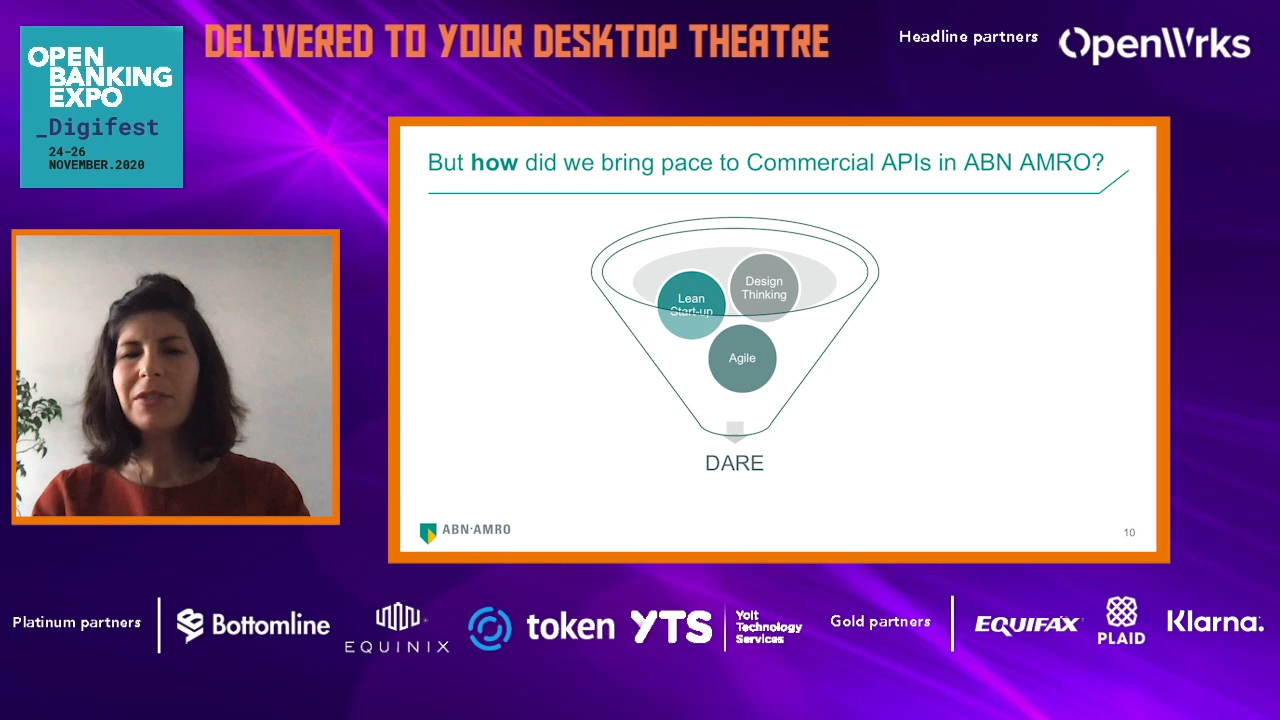 OPEN
BANKING
EXPO
_Digifest
24-26
NOVEMBER.2020
DELIVERED TO YOUR DESKTOP THEATRE
Headline partners
OpenWrks
But how did we bring pace to Commercial APIs in ABN AMRO?
Lean
Start-up
Design
Thinking
Agile
DARE
ABN·AMRO
10
Platinum partners
Bottomline
EQUINIX
token
YTS
Yolt
Technology
Services
Gold partners
EQUIFAX
PLAID
Klarna.